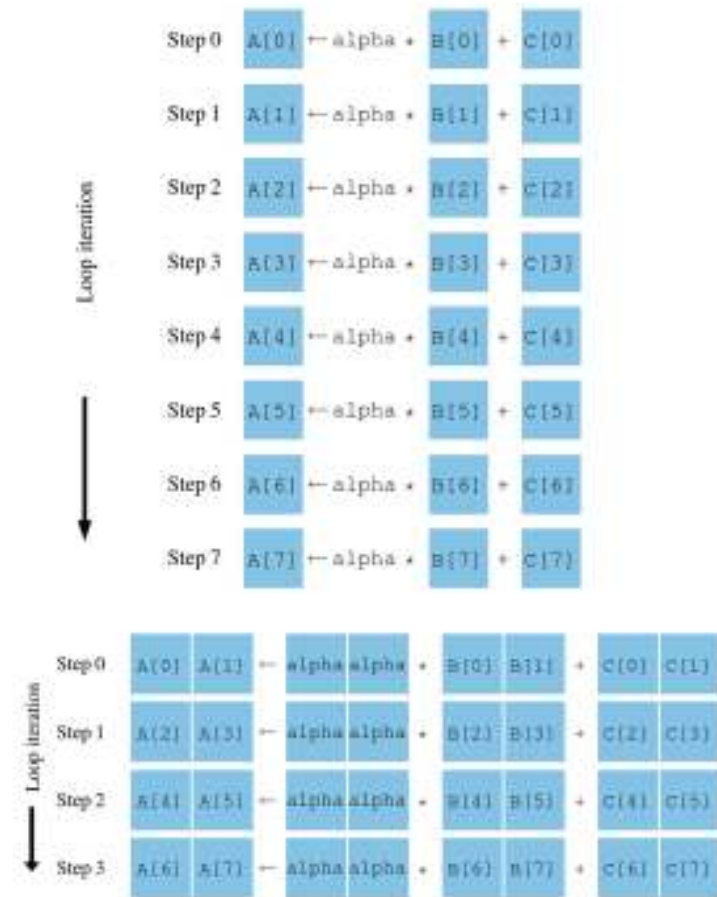 Step 0 A[0] ← alpha * B[0] + C[0]
Step 1 A[1] ← alpha * B[1] + C[1]
Step 2 A[2] ← alpha * B[2] + C[2]
Step 3 A[3] ← alpha * B[3] + C[3]
Step 4 A[4] ← alpha * B[4] + C[4]
Step 5 A[5] ← alpha * B[5] + C[5]
Step 6 A[6] ← alpha * B[6] + C[6]
Step 7 A[7] ← alpha * B[7] + C[7]
Loop iteration
Step 0 A[0] A[1] ← alpha alpha * B[0] B[1] + C[0] C[1]
Step 1 A[2] A[3] ← alpha alpha * B[2] B[3] + C[2] C[3]
Step 2 A[4] A[5] ← alpha alpha * B[4] B[5] + C[4] C[5]
Step 3 A[6] A[7] ← alpha alpha * B[6] B[7] + C[6] C[7]
Loop iteration